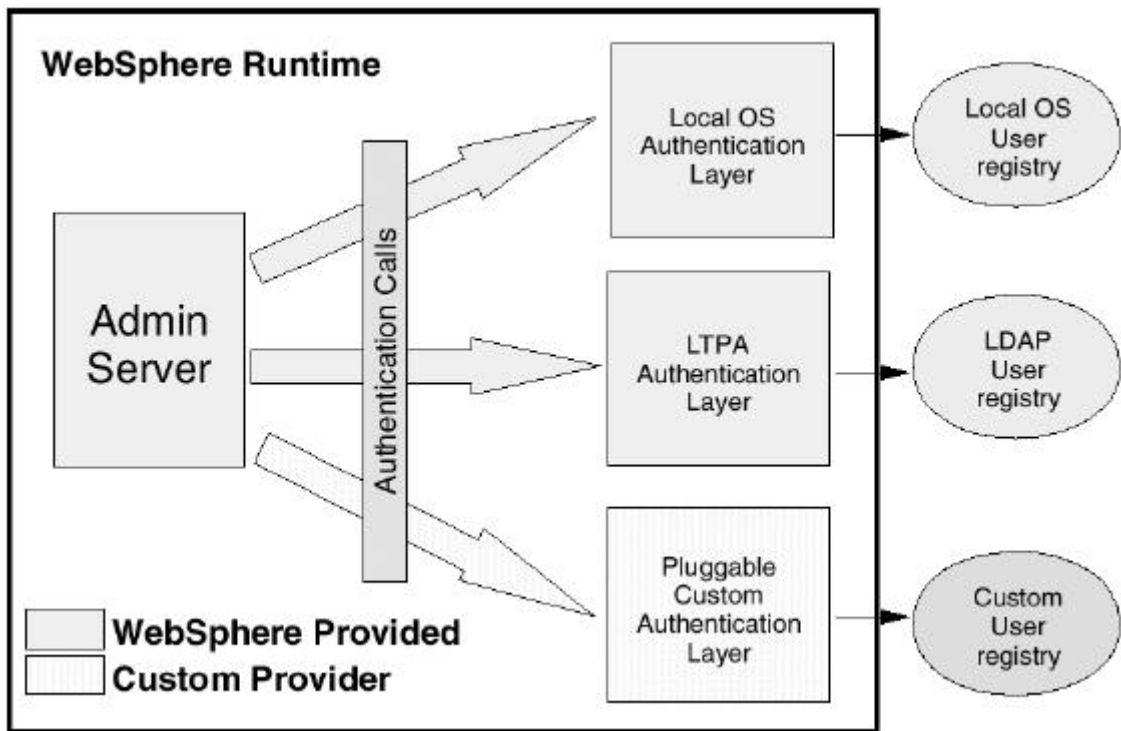 WebSphere Runtime
Admin
Server
Authentication Calls
Local OS
Authentication
Layer
Local OS
User
registry
LTPA
Authentication
Layer
LDAP
User
registry
Pluggable
Custom
Authentication
Layer
Custom
User
registry
WebSphere Provided
Custom Provider